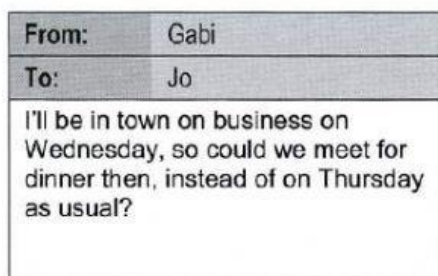 From: Gabi
To: Jo
I'll be in town on business on
Wednesday, so could we meet for
dinner then, instead of on Thursday
as usual?